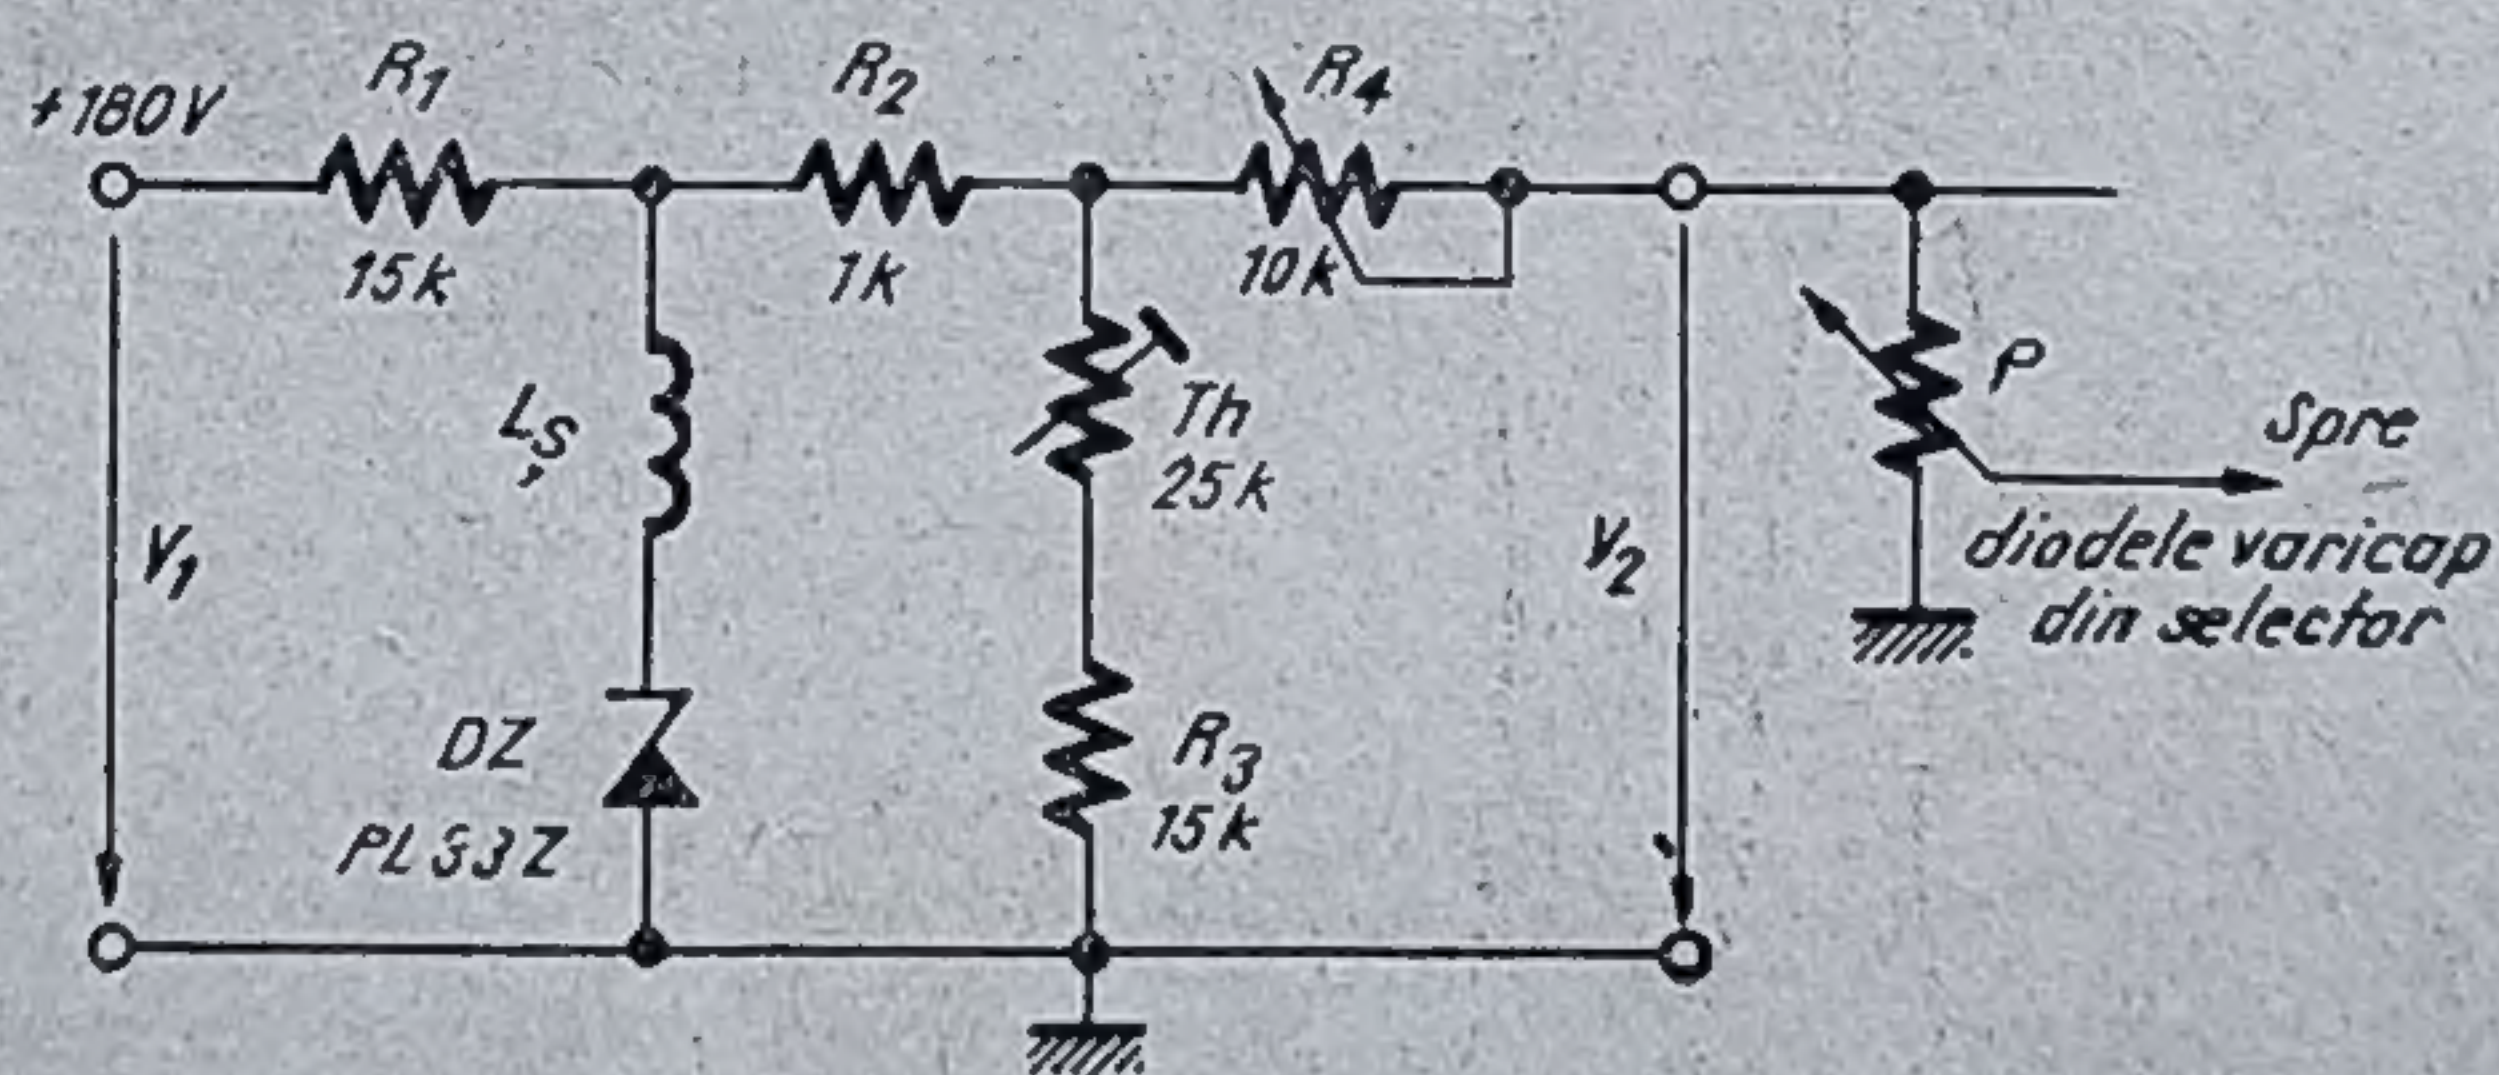 +180V
R1
15k
R2
1k
R4
10k
V1
Ls
DZ
PL33Z
Th
25k
R3
15k
V2
P
Spre
diodele varicap
din selector